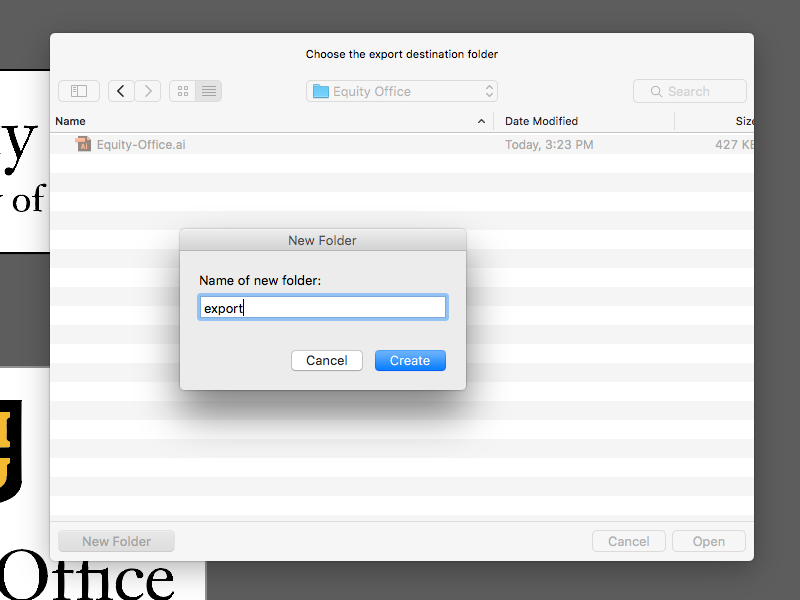 Choose the export destination folder
Equity Office
Search
Name Date Modified Size
Equity-Office.ai Today, 3:23 PM 427 KB
y
y of
New Folder
Name of new folder:
export
Cancel Create
New Folder Cancel Open
Office